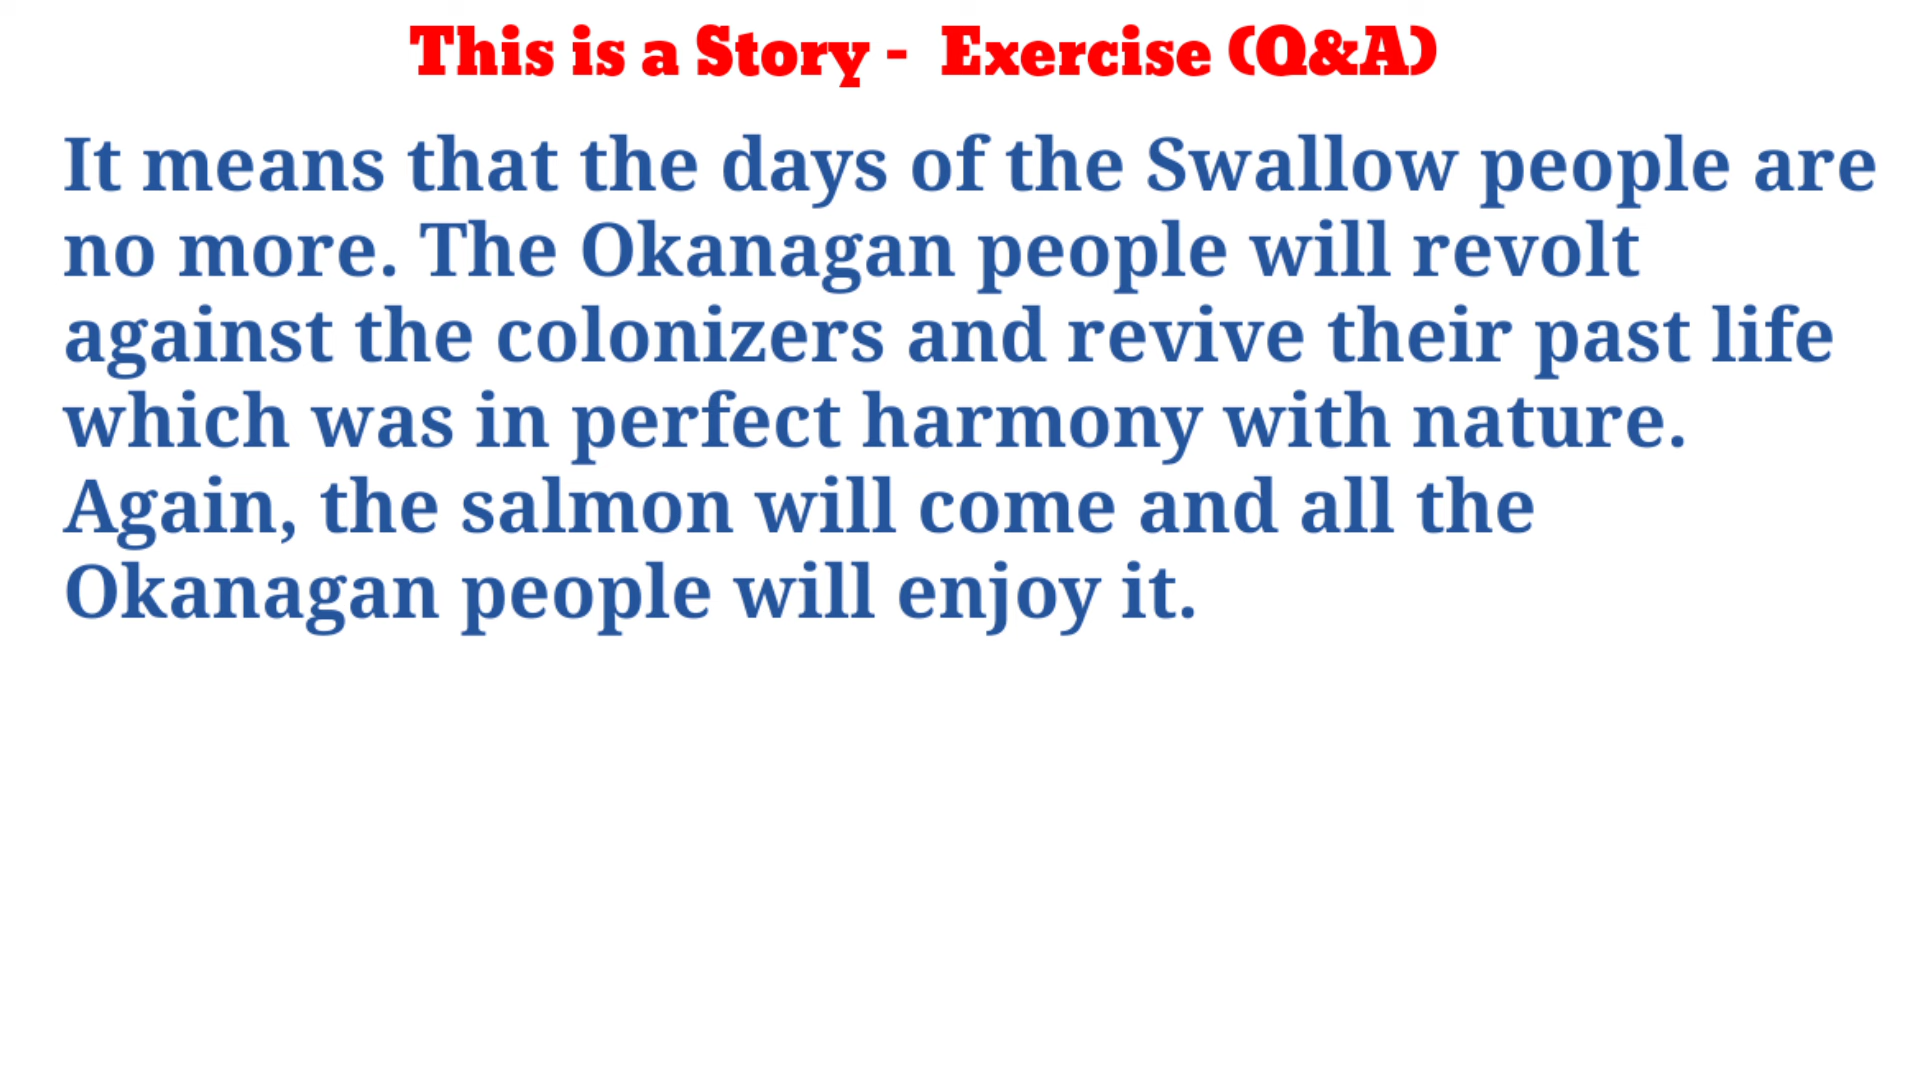 This is a Story -  Exercise (Q&A)
It means that the days of the Swallow people are
no more. The Okanagan people will revolt
against the colonizers and revive their past life
which was in perfect harmony with nature.
Again, the salmon will come and all the
Okanagan people will enjoy it.